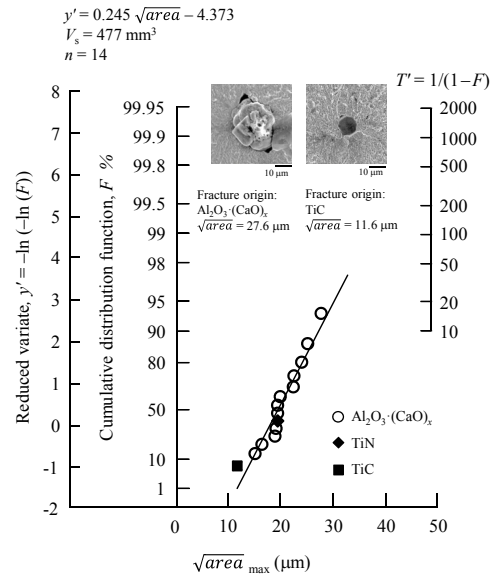 y′ = 0.245 √area – 4.373
Vs = 477 mm³
n = 14
T′ = 1/(1–F)
Reduced variate, y′ = –ln (–ln (F))
8
7
6
5
4
3
2
1
0
-1
-2
Cumulative distribution function, F %
99.95
99.9
99.8
99.5
99
98
95
90
80
50
10
1
10 μm
10 μm
Fracture origin:
Al₂O₃·(CaO)ₓ
√area = 27.6 μm
Fracture origin:
TiC
√area = 11.6 μm
2000
1000
500
200
100
50
20
10
Al₂O₃·(CaO)ₓ
TiN
TiC
0 10 20 30 40 50
√area max (μm)